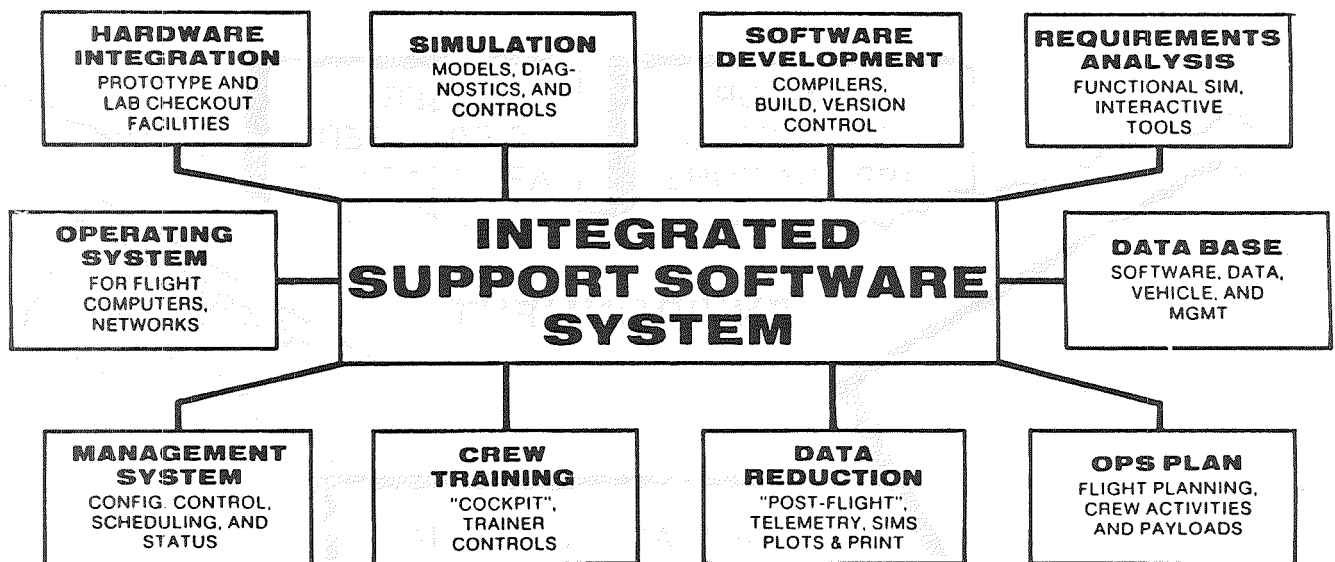 HARDWARE
INTEGRATION
PROTOTYPE AND
LAB CHECKOUT
FACILITIES
SIMULATION
MODELS, DIAG-
NOSTICS, AND
CONTROLS
SOFTWARE
DEVELOPMENT
COMPILERS,
BUILD, VERSION
CONTROL
REQUIREMENTS
ANALYSIS
FUNCTIONAL SIM,
INTERACTIVE
TOOLS
OPERATING
SYSTEM
FOR FLIGHT
COMPUTERS,
NETWORKS
INTEGRATED
SUPPORT SOFTWARE
SYSTEM
DATA BASE
SOFTWARE, DATA,
VEHICLE, AND
MGMT
MANAGEMENT
SYSTEM
CONFIG. CONTROL,
SCHEDULING, AND
STATUS
CREW
TRAINING
"COCKPIT",
TRAINER
CONTROLS
DATA
REDUCTION
"POST-FLIGHT",
TELEMETRY, SIMS
PLOTS & PRINT
OPS PLAN
FLIGHT PLANNING,
CREW ACTIVITIES
AND PAYLOADS